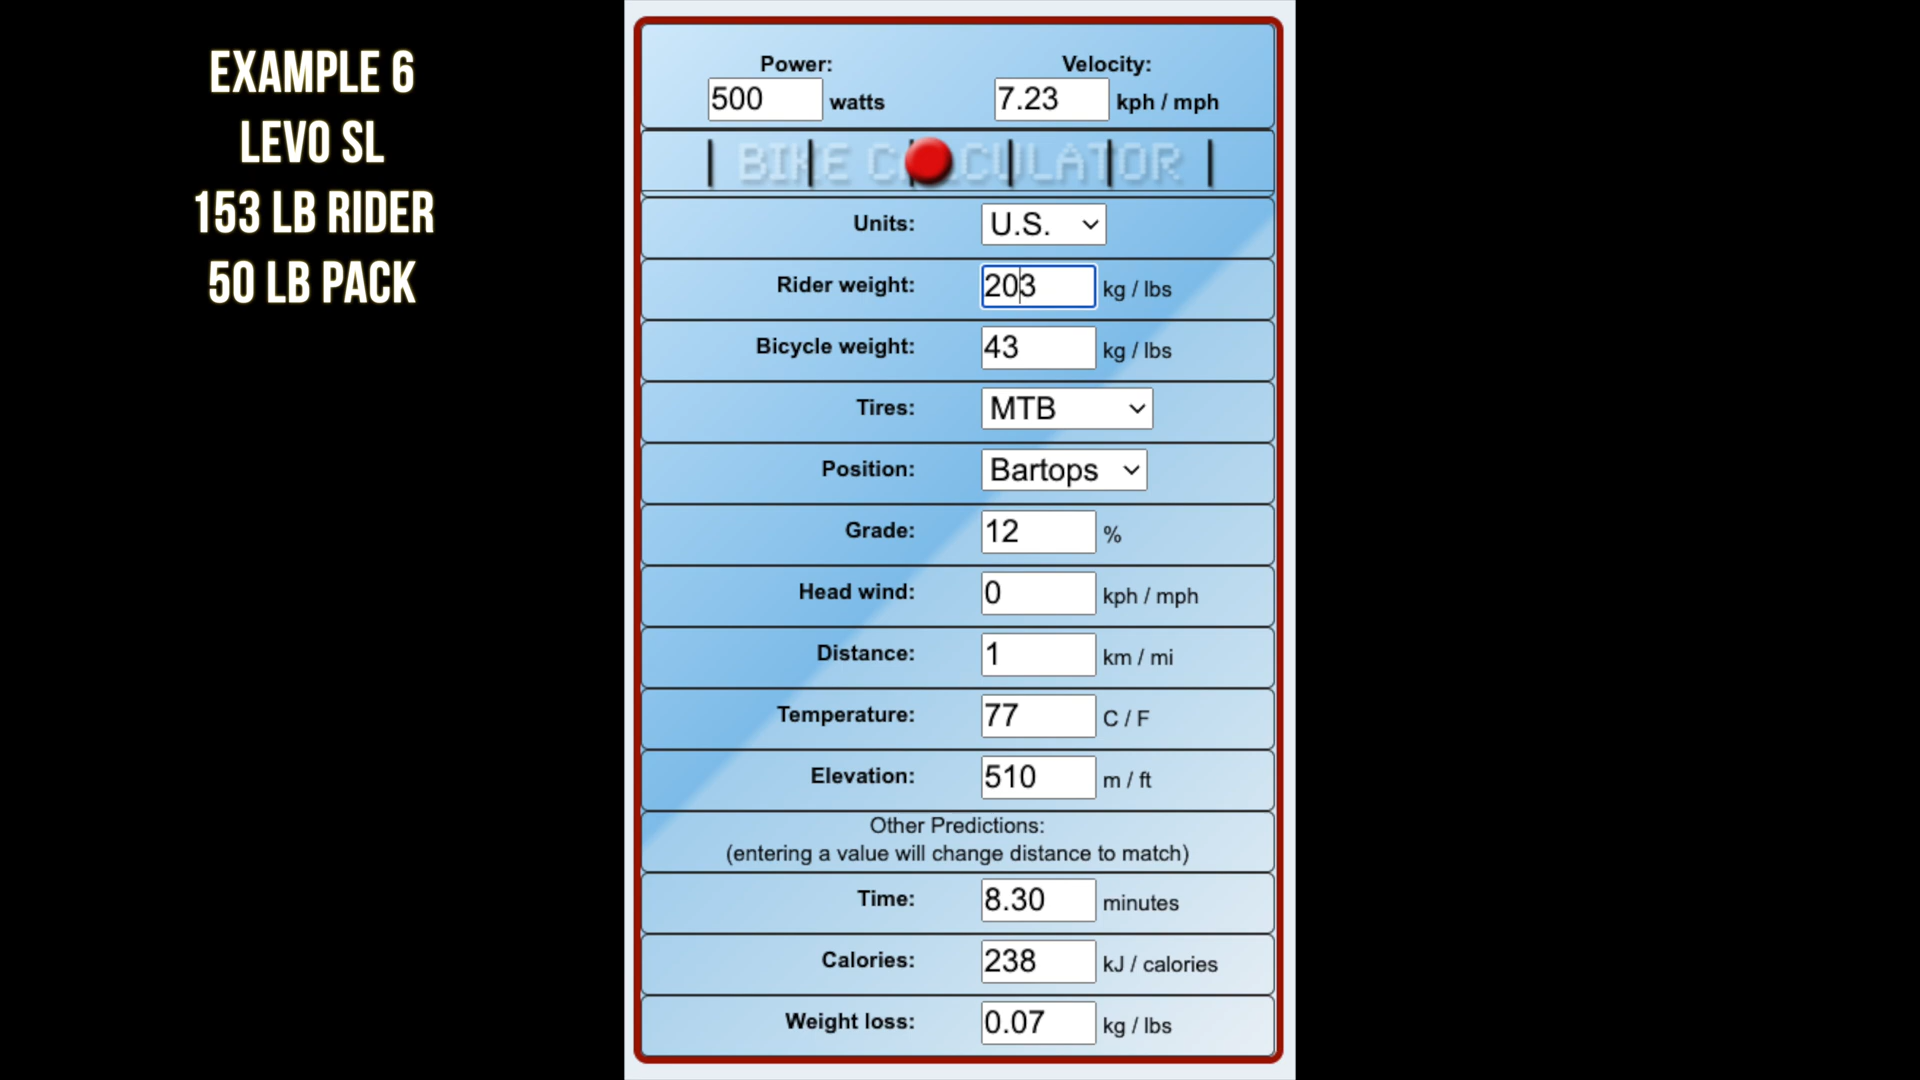 EXAMPLE 6
LEVO SL
153 LB RIDER
50 LB PACK
Power: Velocity:
500 watts 7.23 kph / mph
BIKE CALCULATOR
Units: U.S.
Rider weight: 203 kg / lbs
Bicycle weight: 43 kg / lbs
Tires: MTB
Position: Bartops
Grade: 12 %
Head wind: 0 kph / mph
Distance: 1 km / mi
Temperature: 77 C / F
Elevation: 510 m / ft
Other Predictions:
(entering a value will change distance to match)
Time: 8.30 minutes
Calories: 238 kJ / calories
Weight loss: 0.07 kg / lbs